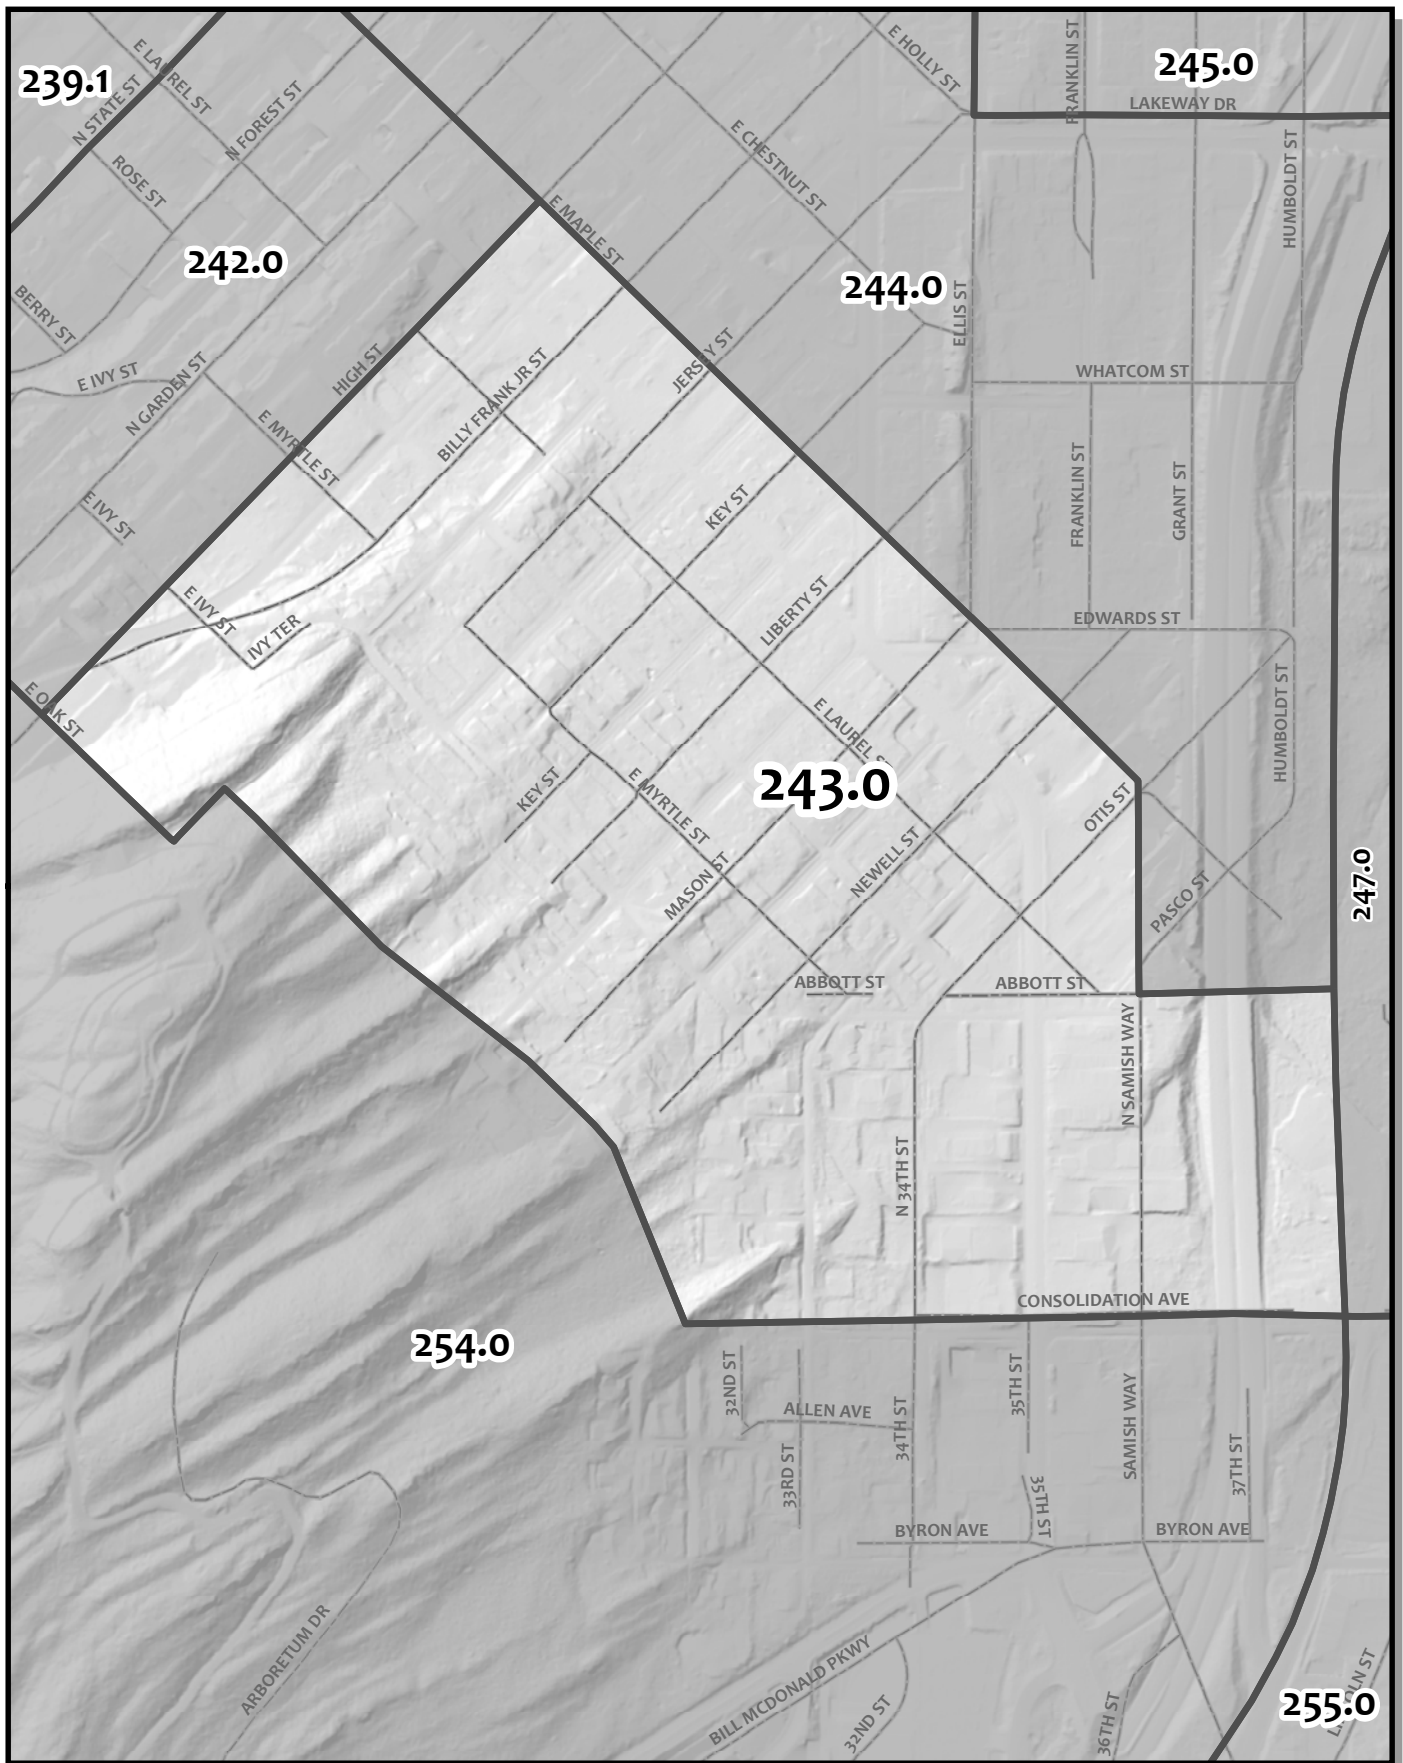 239.1
E LAUREL ST
N STATE ST
N FOREST ST
ROSE ST
242.0
BERRY ST
E IVY ST
N GARDEN ST
HIGH ST
E MYRTLE ST
E IVY ST
E HOLLY ST
FRANKLIN ST
245.0
LAKEWAY DR
HUMBOLDT ST
E CHESTNUT ST
E MAPLE ST
244.0
ELLIS ST
JERSEY ST
BILLY FRANK JR ST
WHATCOM ST
FRANKLIN ST
GRANT ST
KEY ST
LIBERTY ST
EDWARDS ST
E IVY ST
IVY TER
E OAK ST
HUMBOLDT ST
E LAUREL S
243.0
KEY ST
E MYRTLE ST
OTIS ST
MASON ST
NEWELL ST
PASCO ST
247.0
ABBOTT ST
ABBOTT ST
N SAMISH WAY
N 34TH ST
CONSOLIDATION AVE
254.0
32ND ST
ALLEN AVE
34TH ST
35TH ST
SAMISH WAY
33RD ST
37TH ST
35TH ST
BYRON AVE
BYRON AVE
ARBORETUM DR
BILL MCDONALD PKWY
32ND ST
36TH ST
255.0